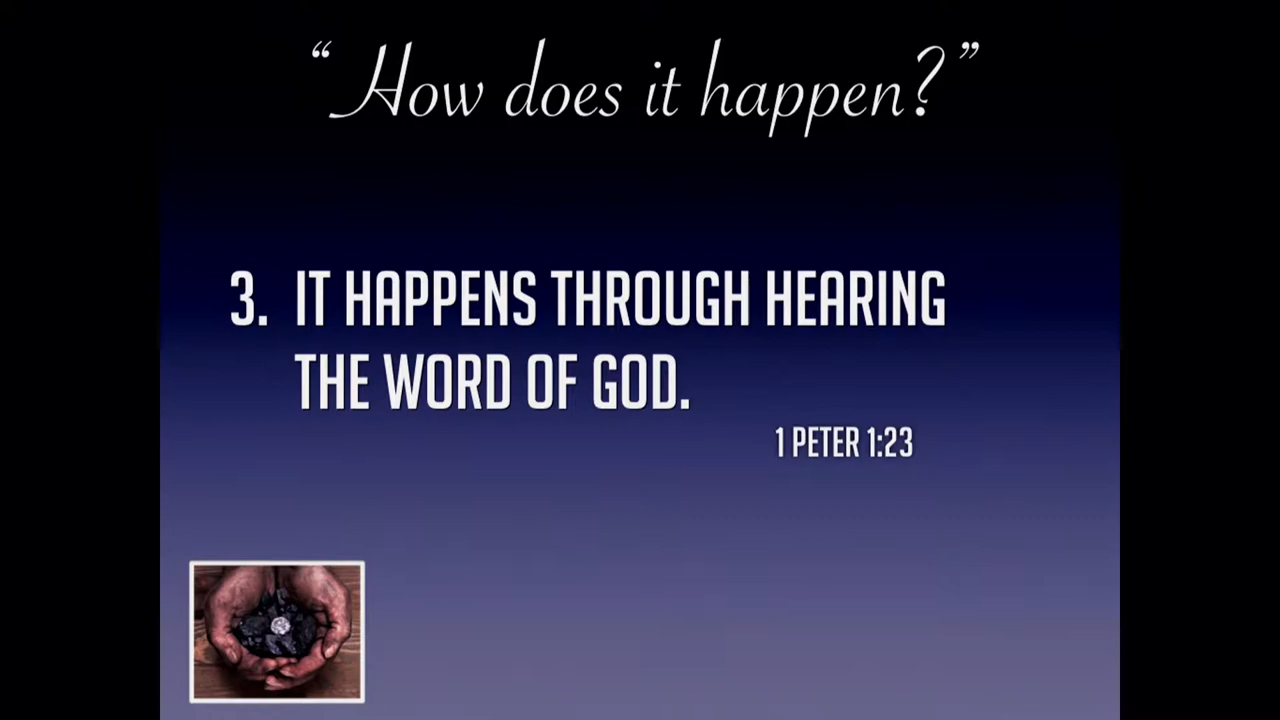 “How does it happen?”
3. IT HAPPENS THROUGH HEARING
THE WORD OF GOD.
1 PETER 1:23